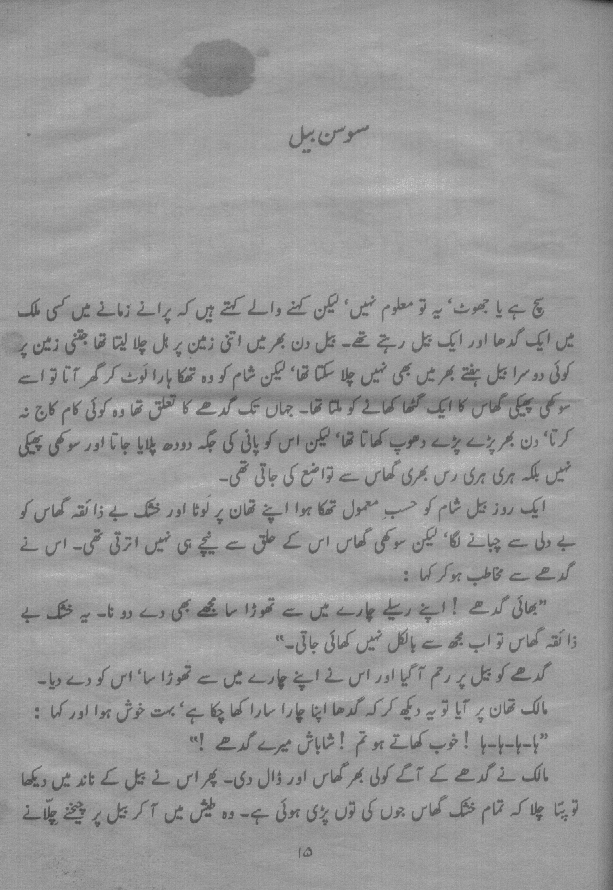 سوسن بیل
سچ ہے یا جھوٹ، یہ تو معلوم نہیں، لیکن کہنے والے کہتے ہیں کہ پرانے زمانے میں کسی ملک
میں ایک گدھا اور ایک بیل رہتے تھے۔ بیل دن بھر میں اتنی زمین پر ہل چلا لیتا تھا جتنی زمین پر
کوئی دوسرا بیل ہفتے بھر میں بھی نہیں چلا سکتا تھا، لیکن شام کو وہ تھکا ہارا لوٹ کر گھر آتا تو اسے
سوکھی پھیکی گھاس کا ایک گٹھا کھانے کو ملتا تھا۔ جہاں تک گدھے کا تعلق تھا وہ کوئی کام کاج نہ
کرتا، دن بھر پڑے پڑے دھوپ کھاتا تھا، لیکن اس کو پانی کی جگہ دودھ پلایا جاتا اور سوکھی پھیکی
نہیں بلکہ ہری ہری رس بھری گھاس سے تواضع کی جاتی تھی۔
ایک روز بیل شام کو حسب معمول تھکا ہوا اپنے تھان پر لوٹا اور خشک بے ذائقہ گھاس کو
بے دلی سے چبانے لگا، لیکن سوکھی گھاس اس کے حلق سے نیچے ہی نہیں اترتی تھی۔ اس نے
گدھے سے مخاطب ہو کر کہا :
”بھائی گدھے ! اپنے رسیلے چارے میں سے تھوڑا سا مجھے بھی دے دو نا۔ یہ خشک بے
ذائقہ گھاس تو اب مجھ سے بالکل نہیں کھائی جاتی۔“
گدھے کو بیل پر رحم آگیا اور اس نے اپنے چارے میں سے تھوڑا سا، اس کو دے دیا۔
مالک تھان پر آیا تو یہ دیکھ کر کہ گدھا اپنا چارا سارا کھا چکا ہے، بہت خوش ہوا اور کہا :
”ہا-ہا-ہا-ہا ! خوب کھاتے ہو تم ! شاباش میرے گدھے !“
مالک نے گدھے کے آگے کولی بھر گھاس اور ڈال دی۔ پھر اس نے بیل کے ناند میں دیکھا
تو پتا چلا کہ تمام خشک گھاس جوں کی توں پڑی ہوئی ہے۔ وہ طیش میں آ کر بیل پر چیخنے چلّانے
۱۵